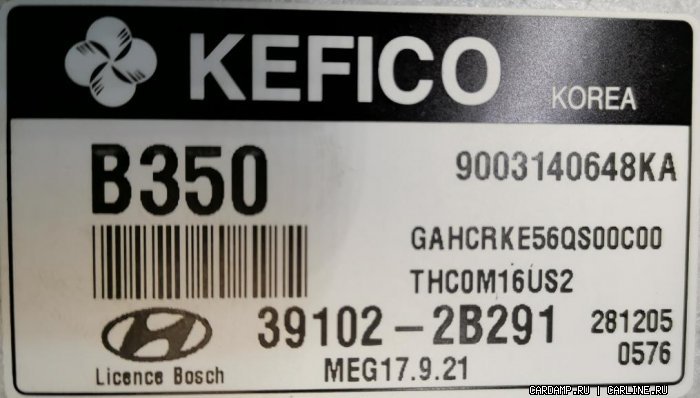 KEFICO KOREA
B350 9003140648KA
GAHCRKE56QS00C00
THC0M16US2
39102-2B291 281205
Licence Bosch MEG17.9.21 0576
CARDAMP.RU | CARLINE.RU